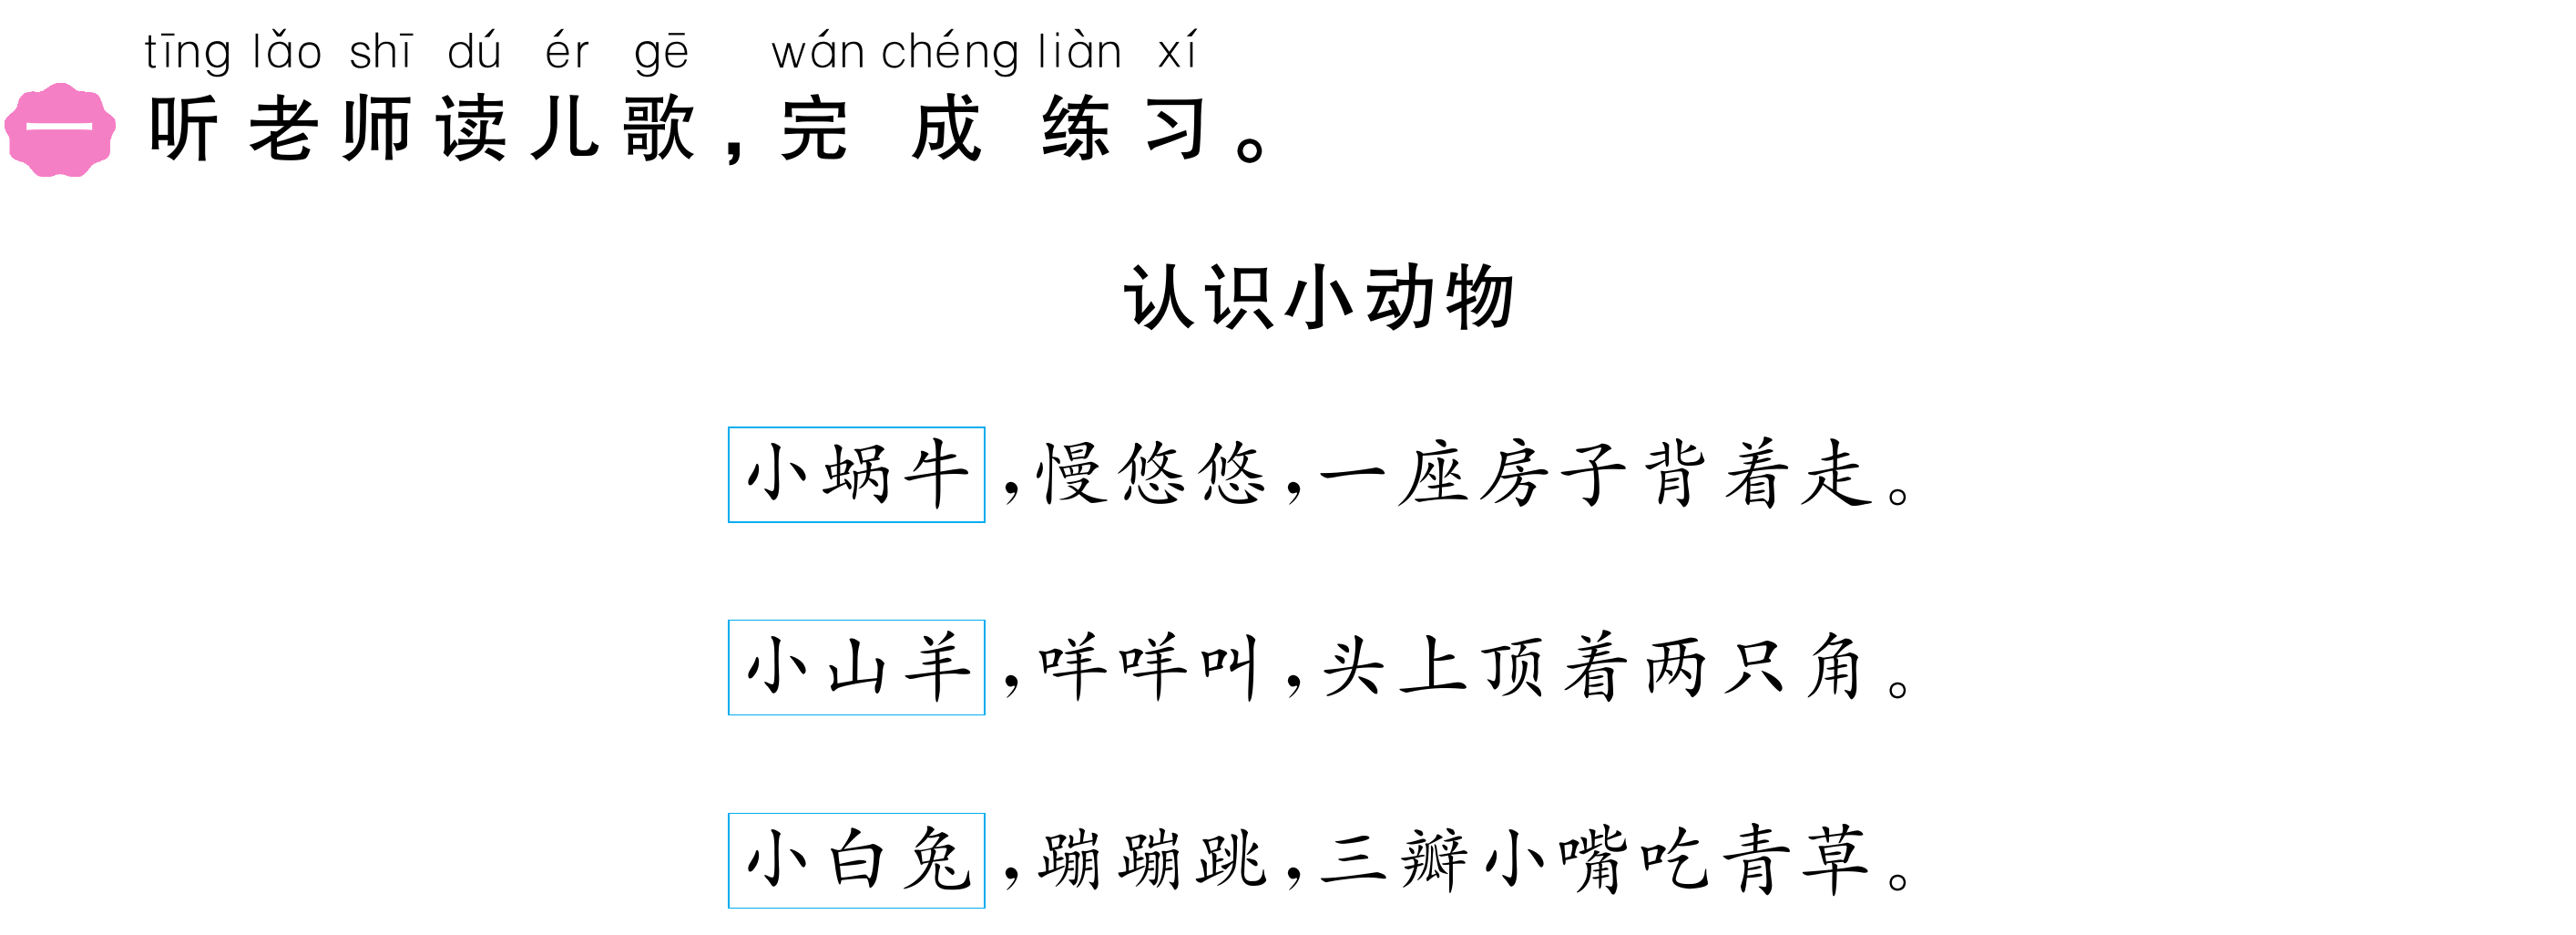 tīng lǎo shī dú ér gē wán chéng liàn xí
一 听老师读儿歌,完成练习。
认识小动物
小蜗牛,慢悠悠,一座房子背着走。
小山羊,咩咩叫,头上顶着两只角。
小白兔,蹦蹦跳,三瓣小嘴吃青草。